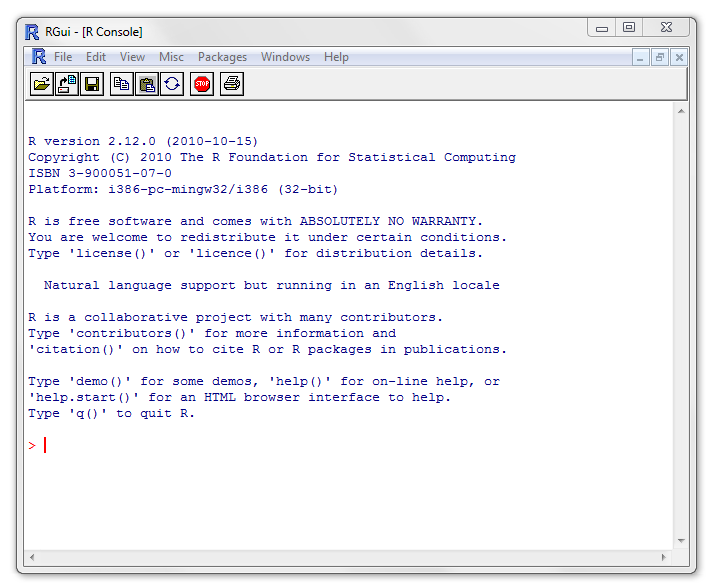 RGui - [R Console]
File Edit View Misc Packages Windows Help
STOP
R version 2.12.0 (2010-10-15)
Copyright (C) 2010 The R Foundation for Statistical Computing
ISBN 3-900051-07-0
Platform: i386-pc-mingw32/i386 (32-bit)
R is free software and comes with ABSOLUTELY NO WARRANTY.
You are welcome to redistribute it under certain conditions.
Type 'license()' or 'licence()' for distribution details.
Natural language support but running in an English locale
R is a collaborative project with many contributors.
Type 'contributors()' for more information and
'citation()' on how to cite R or R packages in publications.
Type 'demo()' for some demos, 'help()' for on-line help, or
'help.start()' for an HTML browser interface to help.
Type 'q()' to quit R.
>